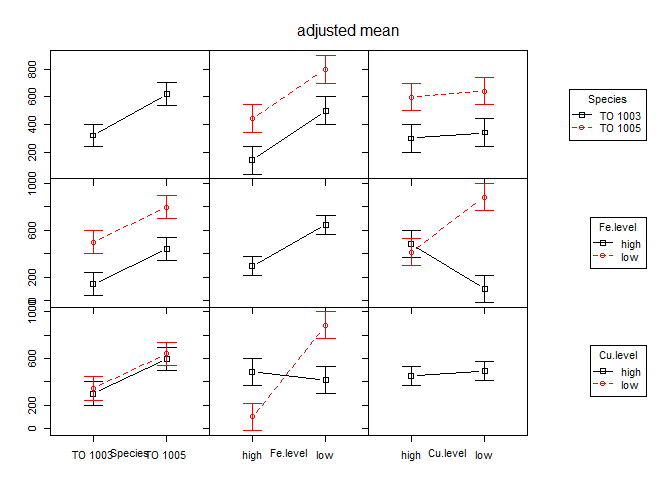 adjusted mean
800
600
400
200
Species
TO 1003
TO 1005
1000
600
200
0
Fe.level
high
low
1000
600
200
0
Cu.level
high
low
TO 1003 Species TO 1005 high Fe.level low high Cu.level low